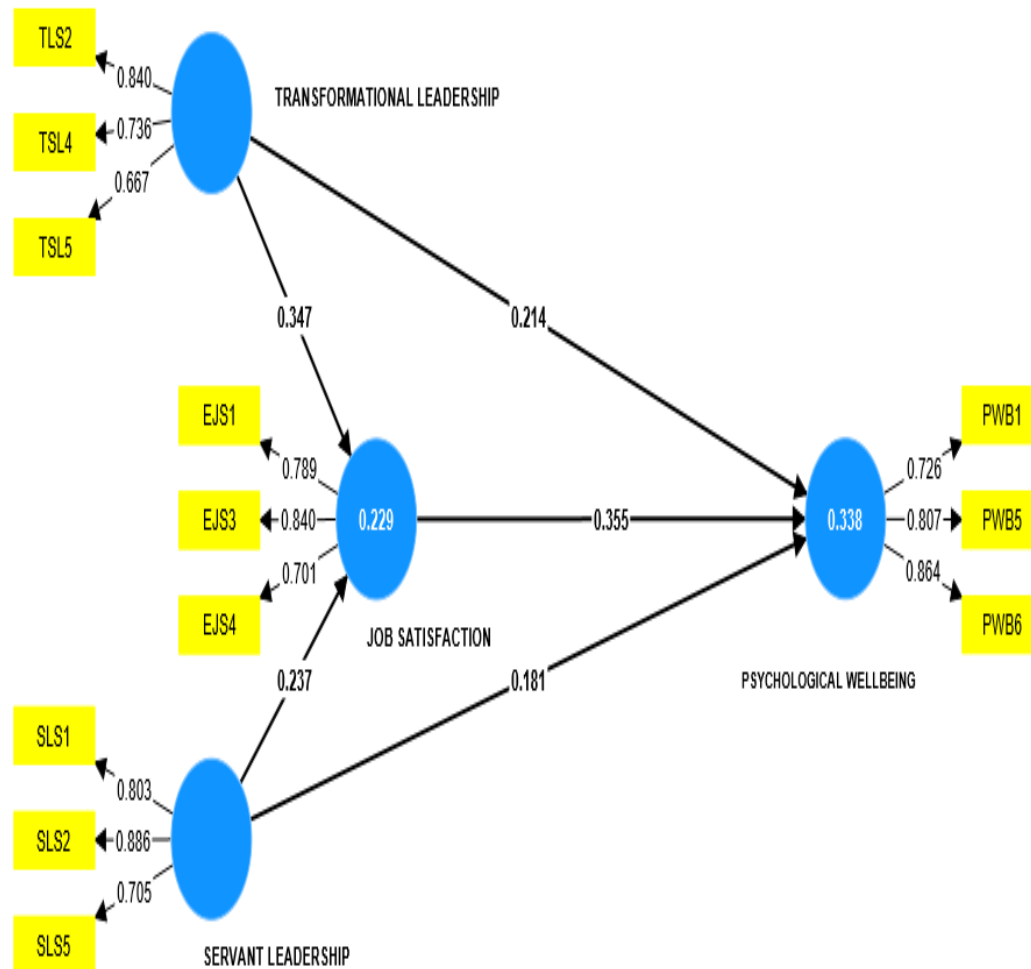 TLS2
0.840
TRANSFORMATIONAL LEADERSHIP
TSL4
0.736
0.667
TSL5
0.347
0.214
EJS1
PWB1
0.789
0.726
EJS3
0.840
0.229
0.355
0.338
0.807
PWB5
0.701
0.864
EJS4
PWB6
JOB SATISFACTION
0.237
0.181
PSYCHOLOGICAL WELLBEING
SLS1
0.803
SLS2
0.886
0.705
SLS5
SERVANT LEADERSHIP